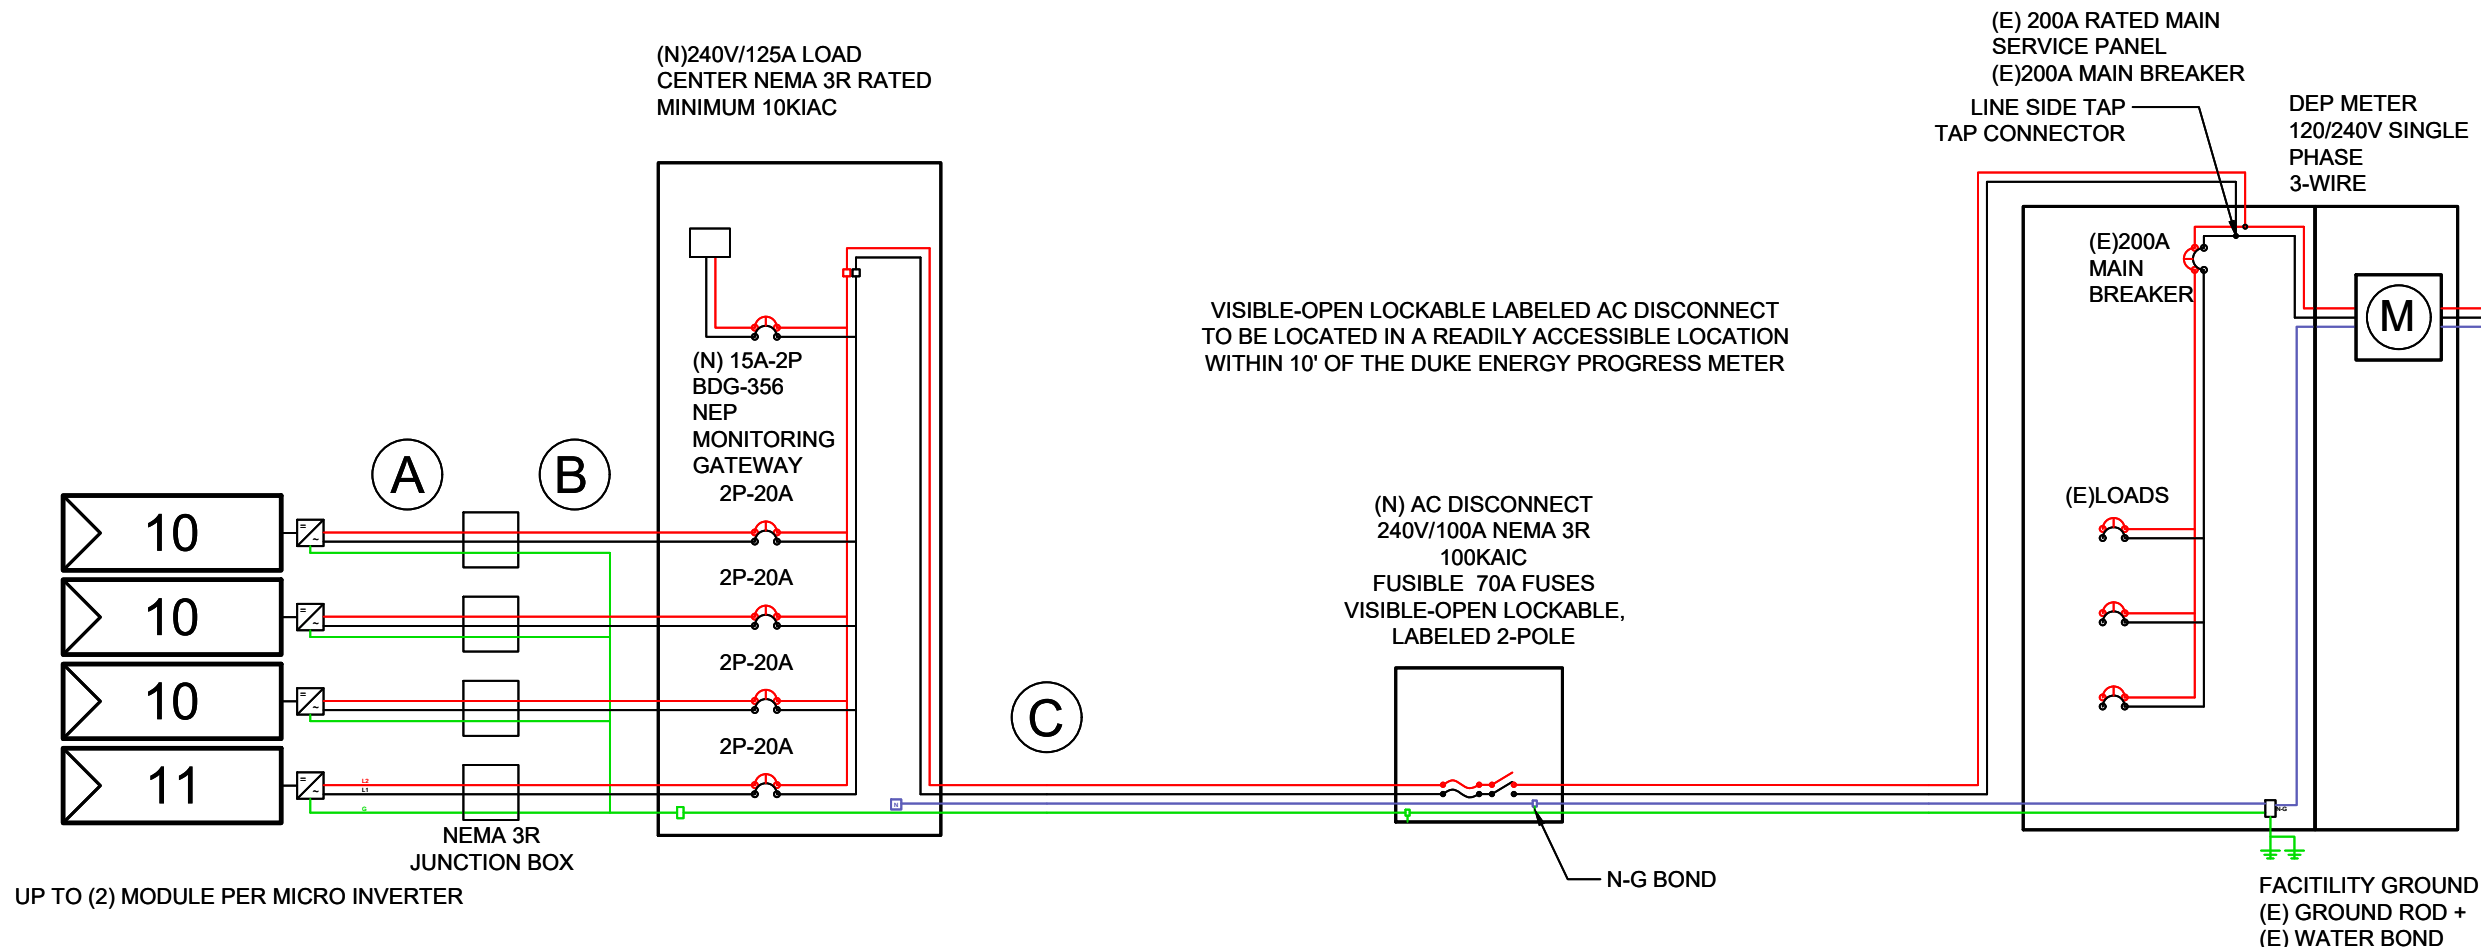 (N)240V/125A LOAD
CENTER NEMA 3R RATED
MINIMUM 10KIAC
(E) 200A RATED MAIN
SERVICE PANEL
(E)200A MAIN BREAKER
LINE SIDE TAP
TAP CONNECTOR
DEP METER
120/240V SINGLE
PHASE
3-WIRE
(E)200A
MAIN
BREAKER
M
VISIBLE-OPEN LOCKABLE LABELED AC DISCONNECT
TO BE LOCATED IN A READILY ACCESSIBLE LOCATION
WITHIN 10' OF THE DUKE ENERGY PROGRESS METER
(N) 15A-2P
BDG-356
NEP
MONITORING
GATEWAY
2P-20A
2P-20A
2P-20A
2P-20A
A
B
10
10
10
11
L2
L1
G
N
C
(N) AC DISCONNECT
240V/100A NEMA 3R
100KAIC
FUSIBLE 70A FUSES
VISIBLE-OPEN LOCKABLE,
LABELED 2-POLE
(E)LOADS
N-G
NEMA 3R
JUNCTION BOX
UP TO (2) MODULE PER MICRO INVERTER
N-G BOND
FACITILITY GROUND
(E) GROUND ROD +
(E) WATER BOND